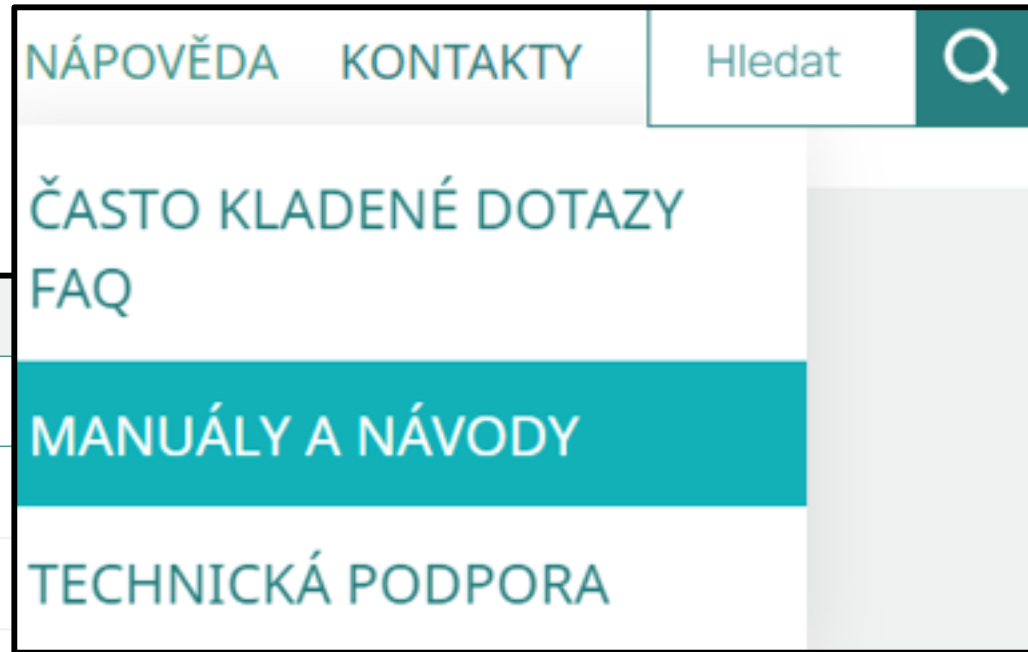 NÁPOVĚDA KONTAKTY Hledat
ČASTO KLADENÉ DOTAZY
FAQ
MANUÁLY A NÁVODY
TECHNICKÁ PODPORA